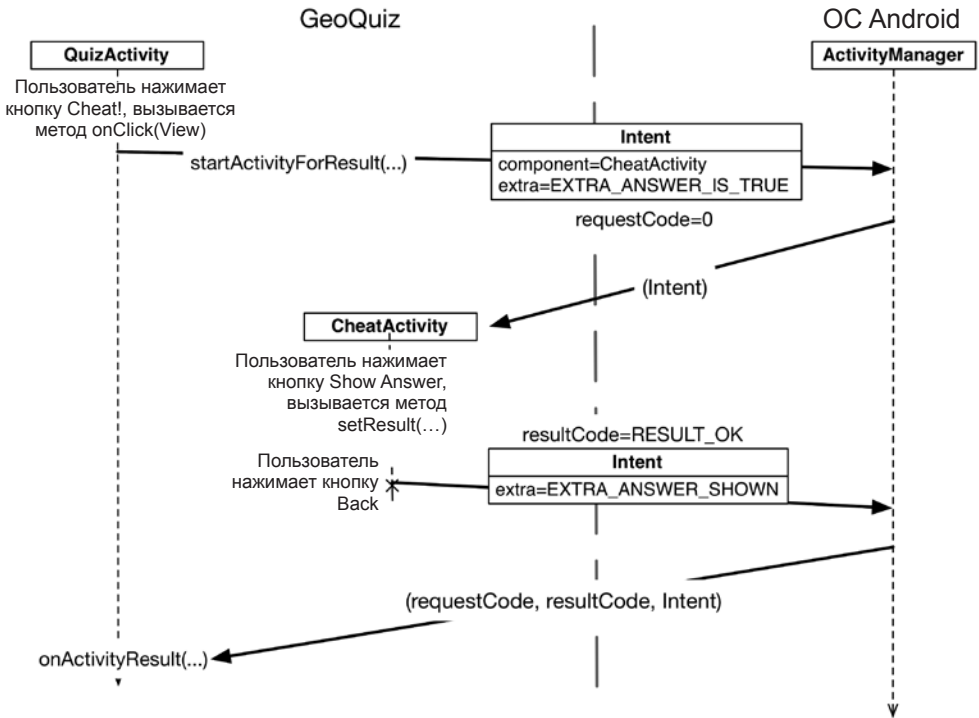 GeoQuiz
ОС Android
QuizActivity
ActivityManager
Пользователь нажимает
кнопку Cheat!, вызывается
метод onClick(View)
startActivityForResult(...)
Intent
component=CheatActivity
extra=EXTRA_ANSWER_IS_TRUE
requestCode=0
(Intent)
CheatActivity
Пользователь нажимает
кнопку Show Answer,
вызывается метод
setResult(…)
resultCode=RESULT_OK
Пользователь
нажимает кнопку
Back
Intent
extra=EXTRA_ANSWER_SHOWN
(requestCode, resultCode, Intent)
onActivityResult(...)